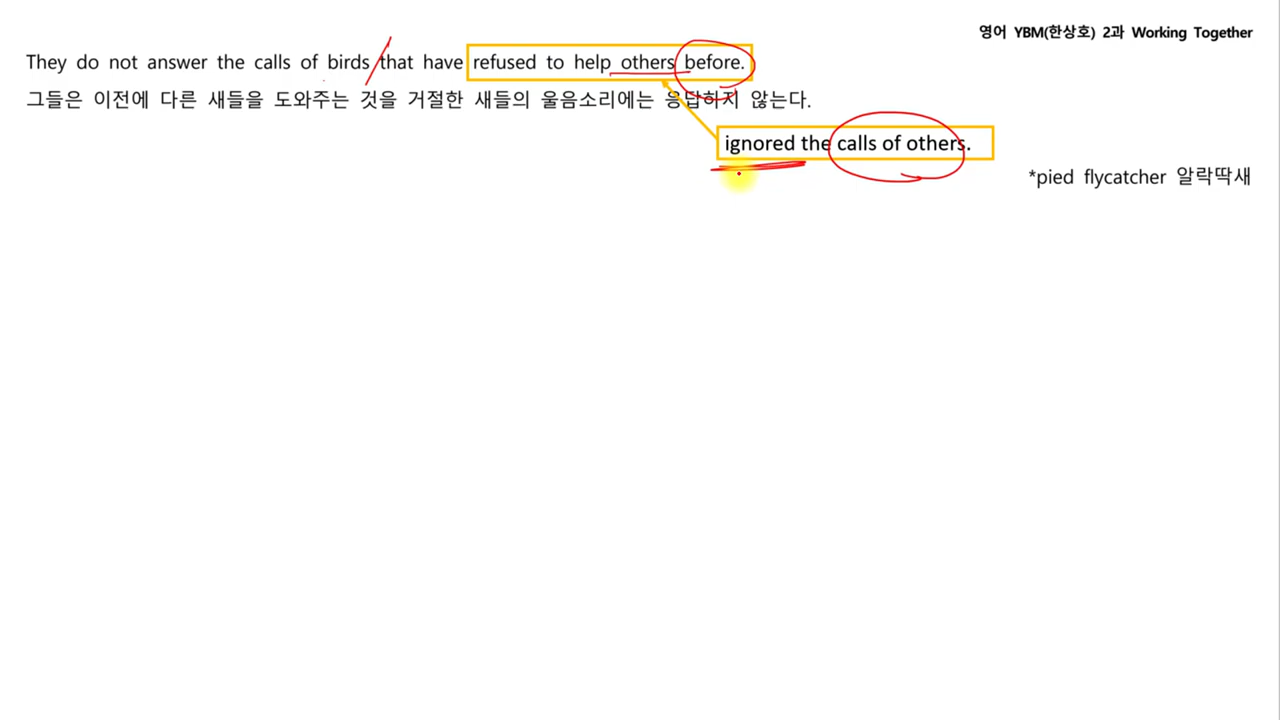 영어 YBM(한상호) 2과 Working Together
They do not answer the calls of birds that have refused to help others before.
그들은 이전에 다른 새들을 도와주는 것을 거절한 새들의 울음소리에는 응답하지 않는다.
ignored the calls of others.
*pied flycatcher 알락딱새